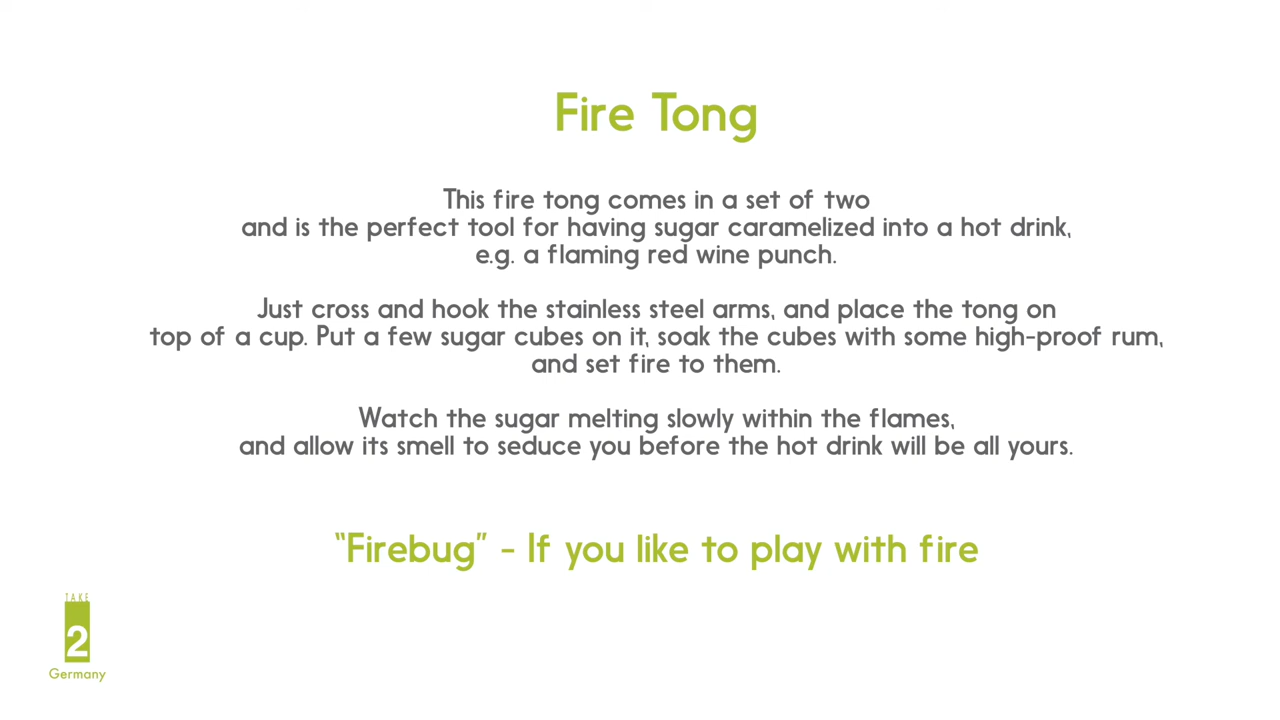 Fire Tong
This fire tong comes in a set of two
and is the perfect tool for having sugar caramelized into a hot drink,
e.g. a flaming red wine punch.
Just cross and hook the stainless steel arms, and place the tong on
top of a cup. Put a few sugar cubes on it, soak the cubes with some high-proof rum,
and set fire to them.
Watch the sugar melting slowly within the flames,
and allow its smell to seduce you before the hot drink will be all yours.
"Firebug" - If you like to play with fire
TAKE
2
Germany